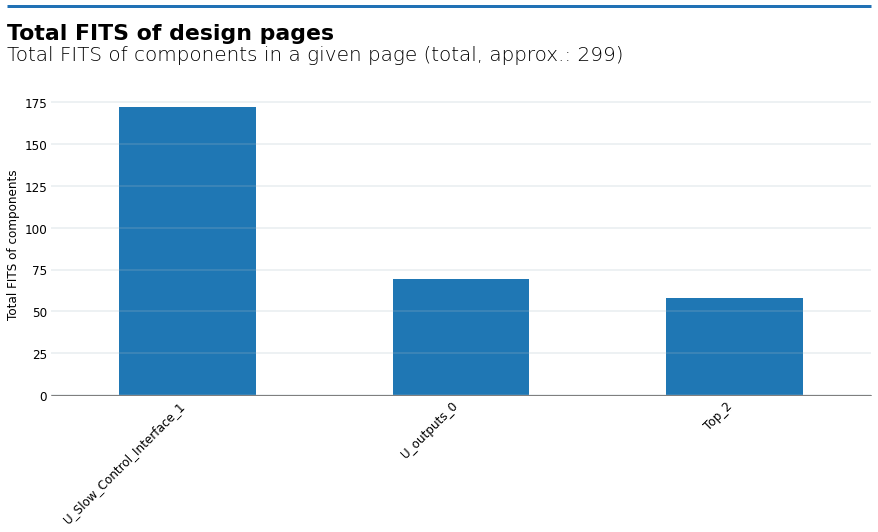 Total FITS of design pages
Total FITS of components in a given page (total, approx.: 299)
Total FITS of components
175
150
125
100
75
50
25
0
U_Slow_Control_Interface_1
U_outputs_0
Top_2